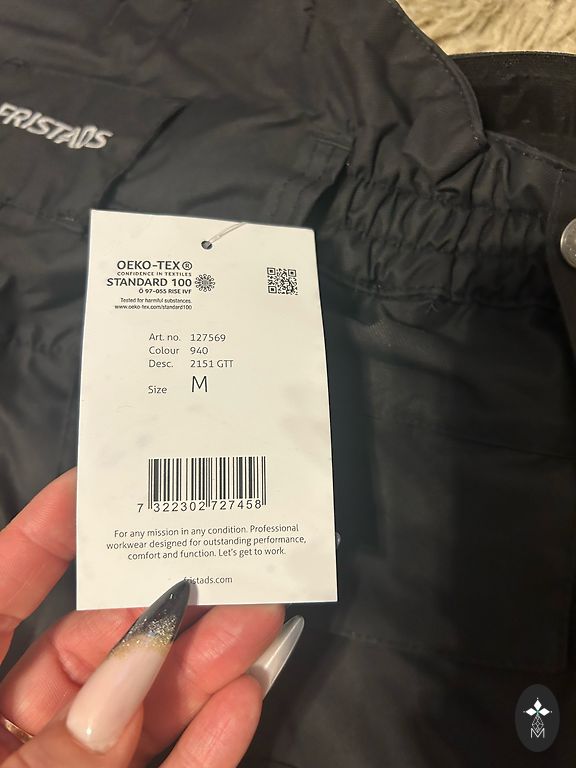 FRISTADS
OEKO-TEX®
CONFIDENCE IN TEXTILES
STANDARD 100
Ö 97-055 RISE IVF
Tested for harmful substances.
www.oeko-tex.com/standard100
Art. no. 127569
Colour 940
Desc. 2151 GTT
Size M
7 322302 727458
For any mission in any condition. Professional
workwear designed for outstanding performance,
comfort and function. Let's get to work.
fristads.com
M